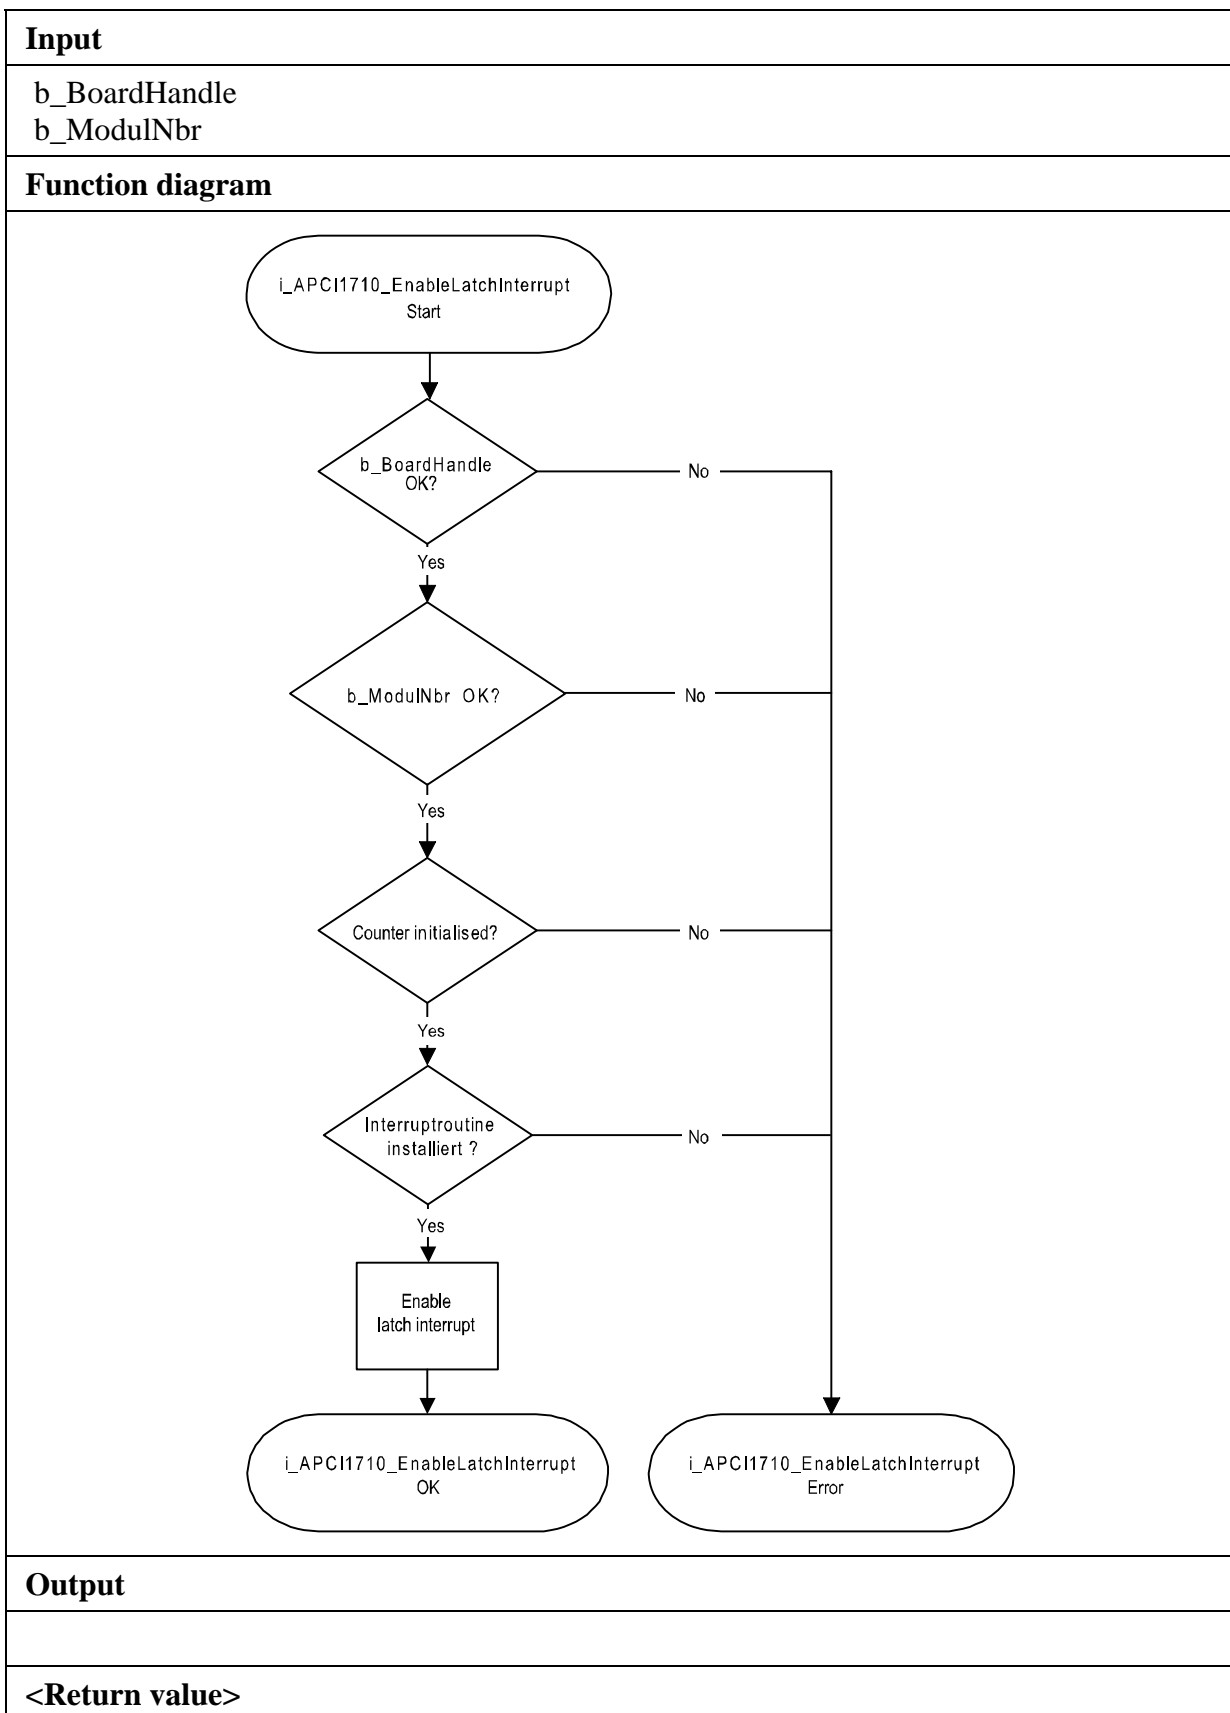 Input
b_BoardHandle
b_ModulNbr
Function diagram
i_APCI1710_EnableLatchInterrupt
Start
b_BoardHandle
OK?
No
Yes
b_ModulNbr OK?
No
Yes
Counter initialised?
No
Yes
Interruptroutine
installiert ?
No
Yes
Enable
latch interrupt
i_APCI1710_EnableLatchInterrupt
OK
i_APCI1710_EnableLatchInterrupt
Error
Output
<Return value>